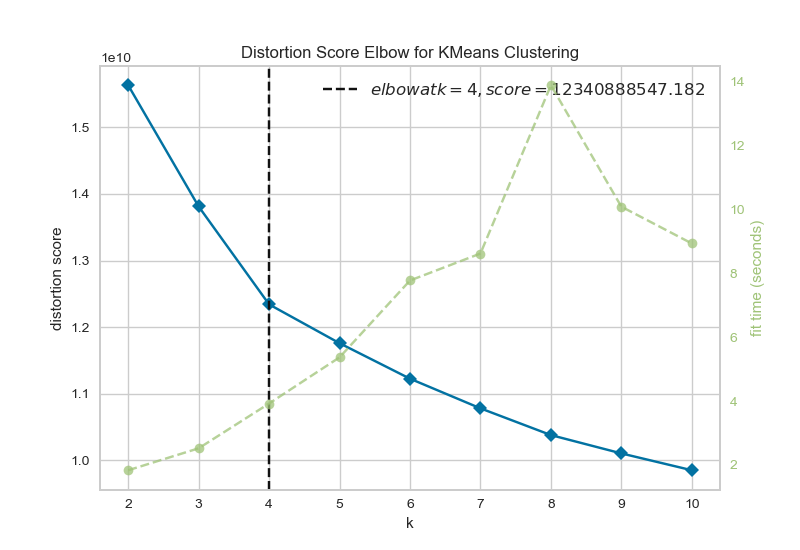 Distortion Score Elbow for KMeans Clustering
1e10
elbowatk = 4, score = 12340888547.182
1.5
1.4
1.3
1.2
1.1
1.0
distortion score
14
12
10
8
6
4
2
fit time (seconds)
2 3 4 5 6 7 8 9 10
k